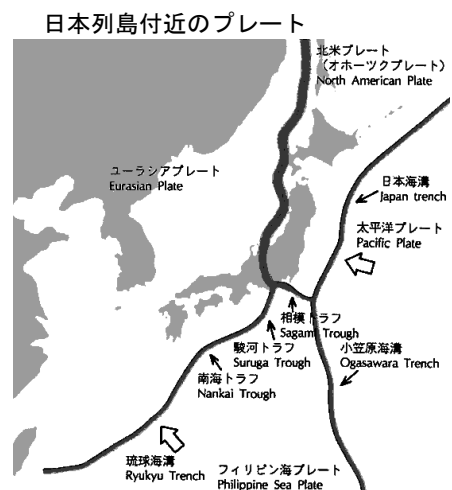 日本列島付近のプレート
北米プレート
（オホーツクプレート）
North American Plate
ユーラシアプレート
Eurasian Plate
日本海溝
Japan trench
太平洋プレート
Pacific Plate
相模トラフ
Sagami Trough
駿河トラフ
Suruga Trough
小笠原海溝
Ogasawara Trench
南海トラフ
Nankai Trough
琉球海溝
Ryukyu Trench
フィリピン海プレート
Philippine Sea Plate